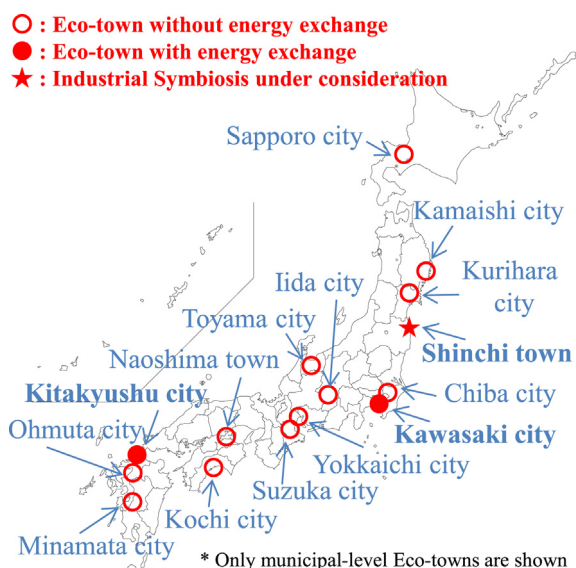 : Eco-town without energy exchange
: Eco-town with energy exchange
: Industrial Symbiosis under consideration
Sapporo city
Kamaishi city
Kurihara
city
Iida city
Toyama city
Naoshima town
Shinchi town
Kitakyushu city
Chiba city
Ohmuta city
Kawasaki city
Yokkaichi city
Suzuka city
Kochi city
Minamata city
* Only municipal-level Eco-towns are shown